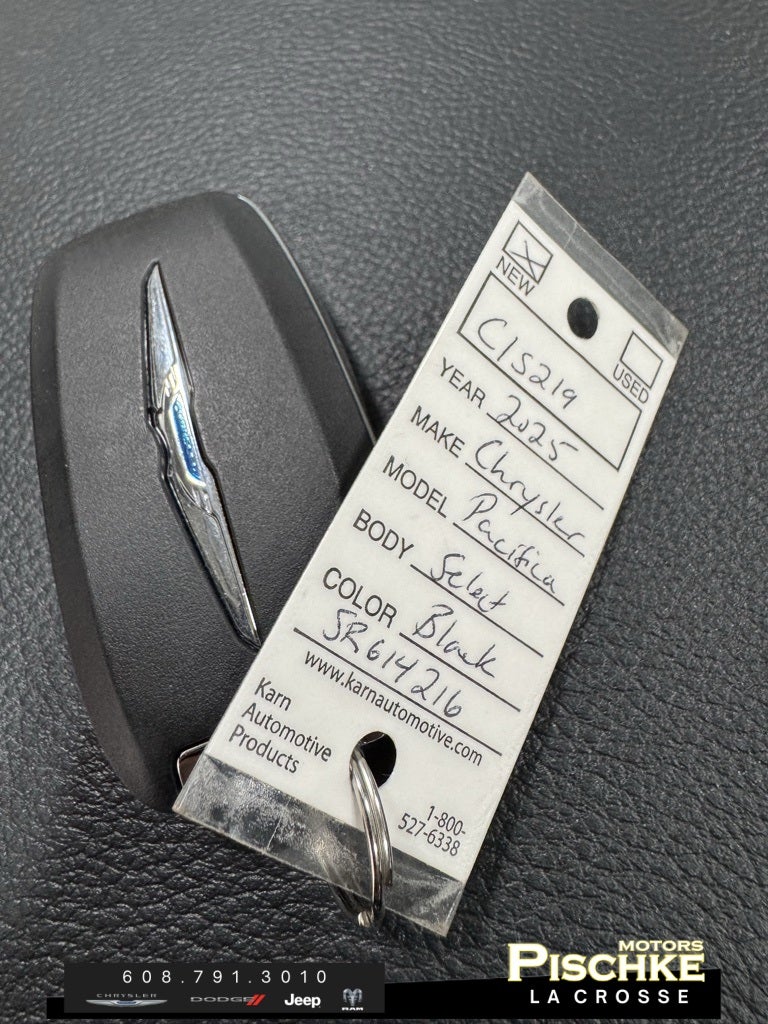 NEW
USED
C15219
YEAR 2025
MAKE Chrysler
MODEL Pacifica
BODY Select
COLOR Black
SR614216
www.karnautomotive.com
Karn
Automotive
Products
1-800-
527-6338
608.791.3010
CHRYSLER DODGE Jeep RAM
MOTORS
PISCHKE
LA CROSSE